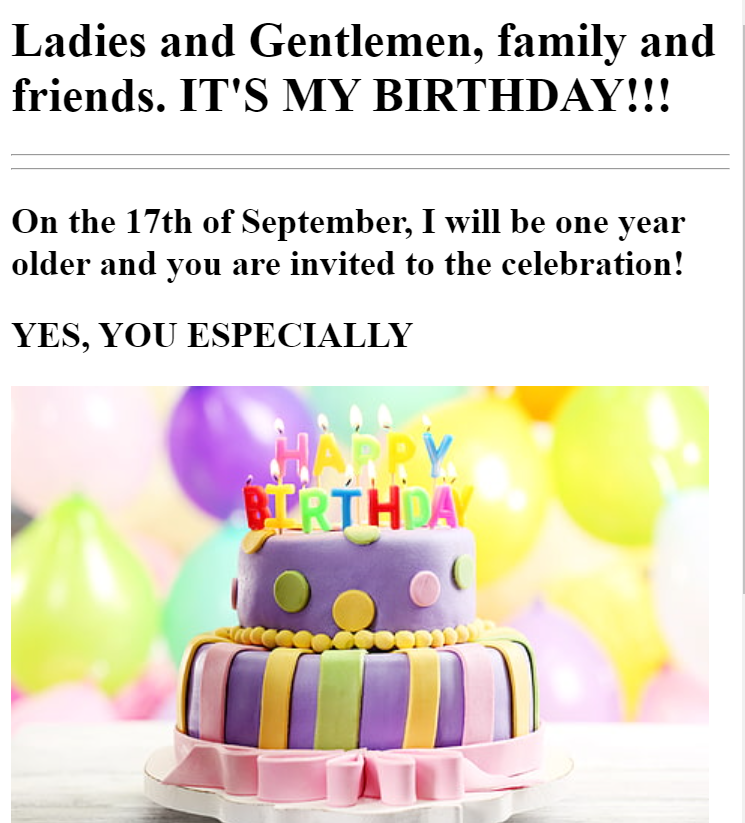 Ladies and Gentlemen, family and
friends. IT'S MY BIRTHDAY!!!
On the 17th of September, I will be one year
older and you are invited to the celebration!
YES, YOU ESPECIALLY
HAPPY
BIRTHDAY